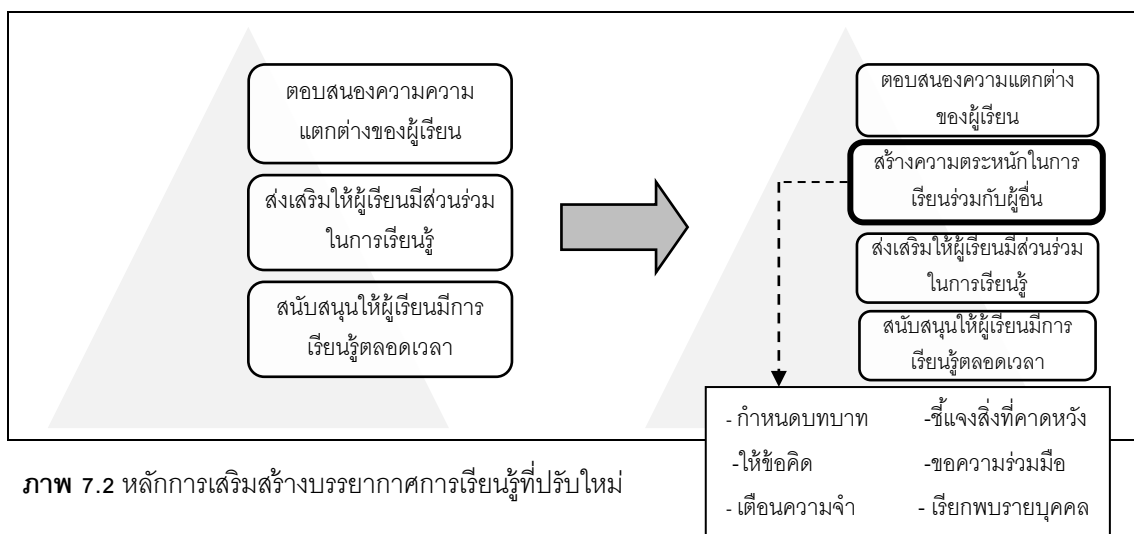 ตอบสนองความความ
แตกต่างของผู้เรียน
ส่งเสริมให้ผู้เรียนมีส่วนร่วม
ในการเรียนรู้
สนับสนุนให้ผู้เรียนมีการ
เรียนรู้ตลอดเวลา
ตอบสนองความแตกต่าง
ของผู้เรียน
สร้างความตระหนักในการ
เรียนร่วมกับผู้อื่น
ส่งเสริมให้ผู้เรียนมีส่วนร่วม
ในการเรียนรู้
สนับสนุนให้ผู้เรียนมีการ
เรียนรู้ตลอดเวลา
- กำหนดบทบาท -ชี้แจงสิ่งที่คาดหวัง
-ให้ข้อคิด -ขอความร่วมมือ
- เตือนความจำ - เรียกพบรายบุคคล
ภาพ 7.2 หลักการเสริมสร้างบรรยากาศการเรียนรู้ที่ปรับใหม่